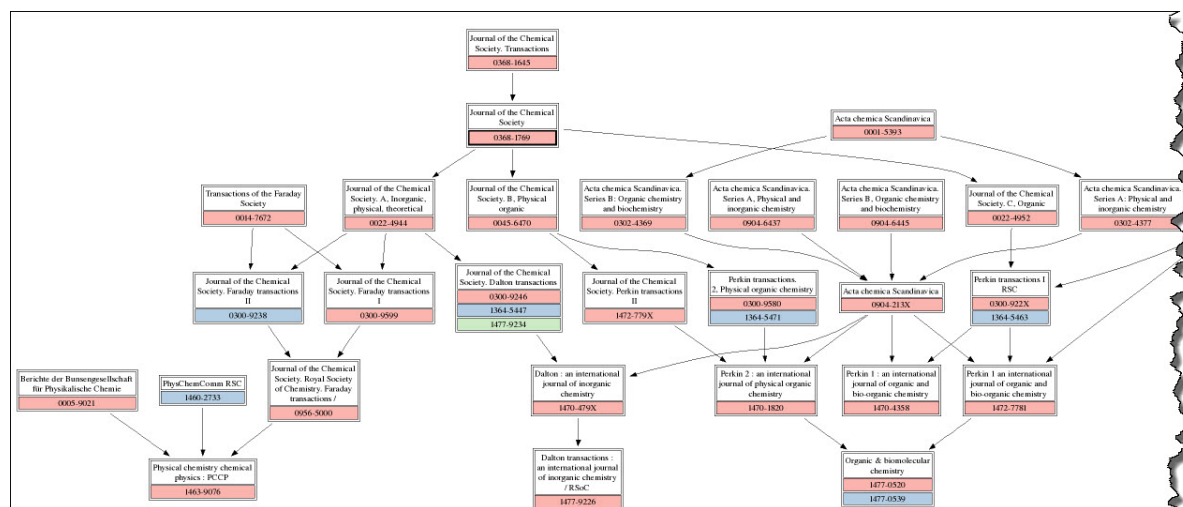 Journal of the Chemical
Society. Transactions
0368-1645
Journal of the Chemical
Society
0368-1769
Acta chemica Scandinavica
0001-5393
Transactions of the Faraday
Society
0014-7672
Journal of the Chemical
Society. A, Inorganic,
physical, theoretical
0022-4944
Journal of the Chemical
Society. B, Physical
organic
0045-6470
Acta chemica Scandinavica.
Series B: Organic chemistry
and biochemistry
0302-4369
Acta chemica Scandinavica.
Series A, Physical and
inorganic chemistry
0904-6437
Acta chemica Scandinavica.
Series B, Organic chemistry
and biochemistry
0904-6445
Journal of the Chemical
Society. C, Organic
0022-4952
Acta chemica Scandinavica.
Series A: Physical and
inorganic chemistry
0302-4377
Journal of the Chemical
Society. Faraday transactions
II
0300-9238
Journal of the Chemical
Society. Faraday transactions
I
0300-9599
Journal of the Chemical
Society. Dalton transactions
0300-9246
1364-5447
1477-9234
Journal of the Chemical
Society. Perkin transactions
II
1472-779X
Perkin transactions.
2, Physical organic chemistry
0300-9580
1364-5471
Acta chemica Scandinavica
0904-213X
Perkin transactions 1
RSC
0300-922X
1364-5463
Berichte der Bunsengesellschaft
für Physikalische Chemie
0005-9021
PhysChemComm RSC
1460-2733
Journal of the Chemical
Society. Royal Society
of Chemistry. Faraday
transactions /
0956-5000
Dalton : an international
journal of inorganic
chemistry
1470-479X
Perkin 2 : an international
journal of physical organic
chemistry
1470-1820
Perkin 1 : an international
journal of organic and
bio-organic chemistry
1470-4358
Perkin 1 an international
journal of organic and
bio-organic chemistry
1472-7781
Physical chemistry chemical
physics : PCCP
1463-9076
Dalton transactions :
an international journal
of inorganic chemistry
/ RSoC
1477-9226
Organic & biomolecular
chemistry
1477-0520
1477-0539